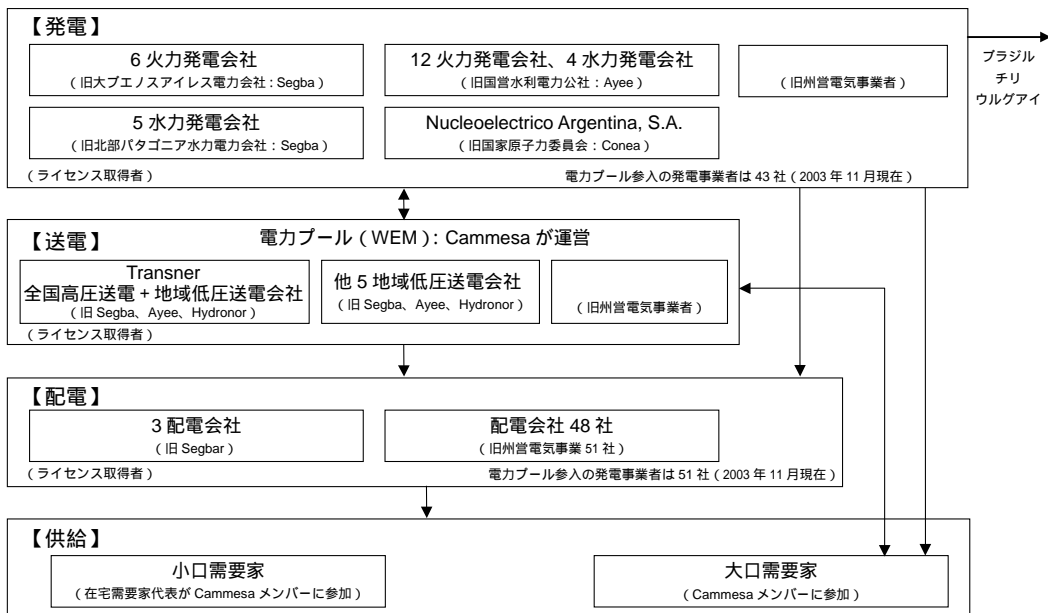 【発電】
6 火力発電会社
（旧大ブエノスアイレス電力会社：Segba）
12 火力発電会社、4 水力発電会社
（旧国営水利電力公社：Ayee）
（旧州営電気事業者）
ブラジル
チリ
ウルグアイ
5 水力発電会社
（旧北部パタゴニア水力電力会社：Segba）
Nucleoelectrico Argentina, S.A.
（旧国家原子力委員会：Conea）
（ライセンス取得者）
電力プール参入の発電事業者は 43 社（2003 年 11 月現在）
【送電】
電力プール（WEM）：Cammesa が運営
Transner
全国高圧送電 + 地域低圧送電会社
（旧 Segba、Ayee、Hydronor）
他 5 地域低圧送電会社
（旧 Segba、Ayee、Hydronor）
（旧州営電気事業者）
（ライセンス取得者）
【配電】
3 配電会社
（旧 Segbar）
配電会社 48 社
（旧州営電気事業 51 社）
（ライセンス取得者）
電力プール参入の発電事業者は 51 社（2003 年 11 月現在）
【供給】
小口需要家
（在宅需要家代表が Cammesa メンバーに参加）
大口需要家
（Cammesa メンバーに参加）